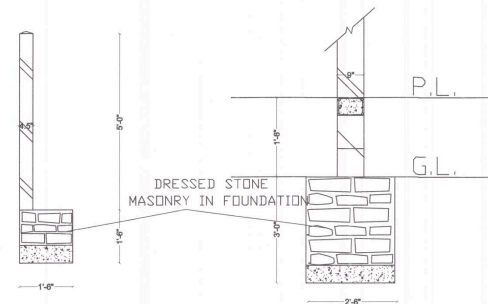 9"
P.L.
4.5"
5'-0"
1'-6"
G.L.
DRESSED STONE
MASONRY IN FOUNDATION
1'-6"
3'-0"
1'-6"
2'-6"